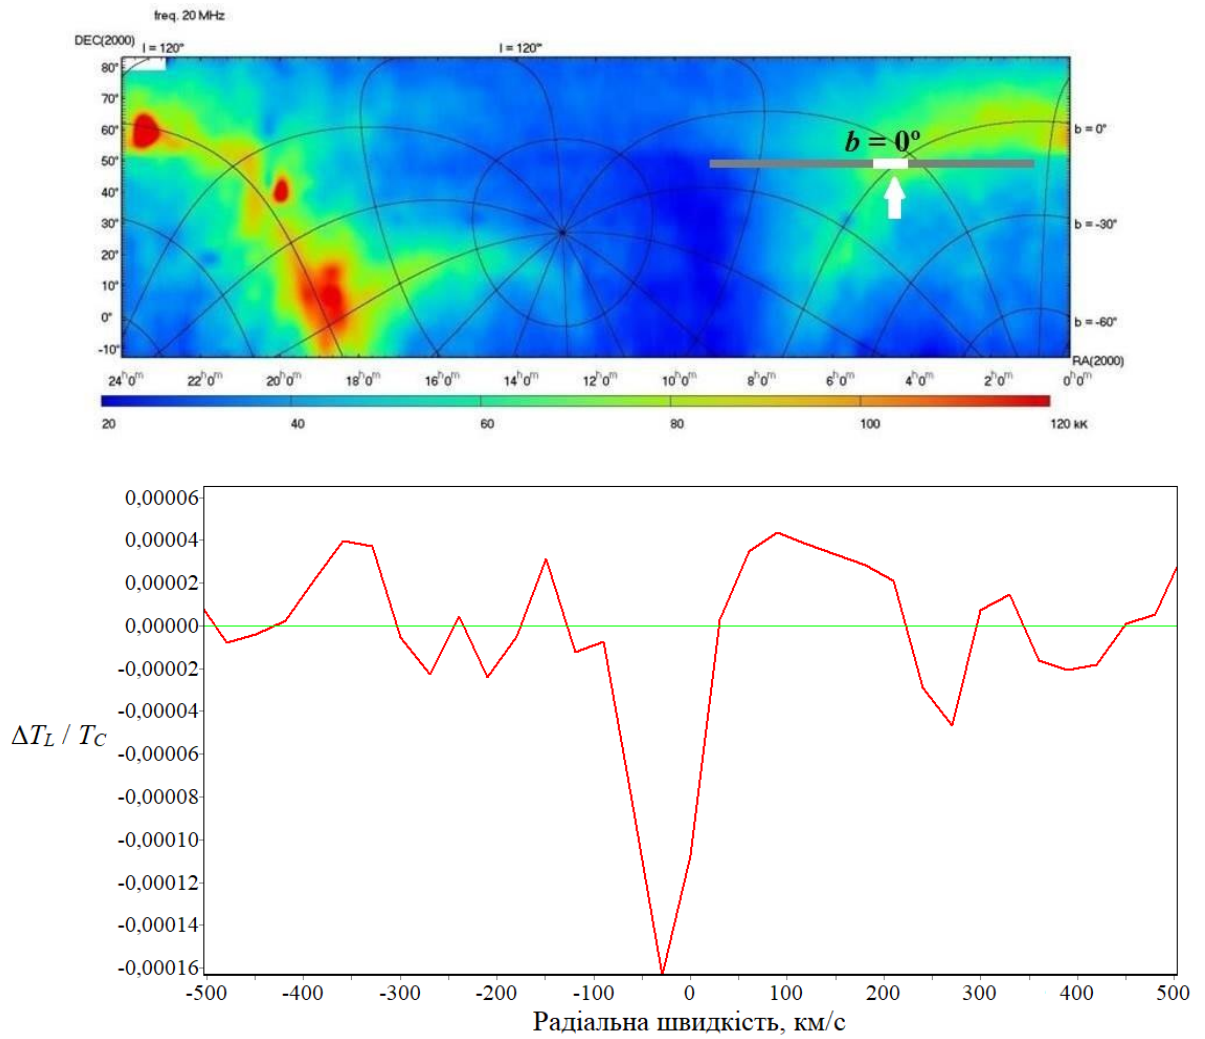 freq. 20 MHz
DEC(2000)
l = 120° l = 120°
80°
70°
60°
50°
40°
30°
20°
10°
0°
-10°
b = 0°
b = 0º
b = -30°
b = -60°
RA(2000)
24ʰ0ᵐ 22ʰ0ᵐ 20ʰ0ᵐ 18ʰ0ᵐ 16ʰ0ᵐ 14ʰ0ᵐ 12ʰ0ᵐ 10ʰ0ᵐ 8ʰ0ᵐ 6ʰ0ᵐ 4ʰ0ᵐ 2ʰ0ᵐ 0ʰ0ᵐ
20 40 60 80 100 120 kK
0,00006
0,00004
0,00002
0,00000
-0,00002
-0,00004
ΔT_L / T_C
-0,00006
-0,00008
-0,00010
-0,00012
-0,00014
-0,00016
-500 -400 -300 -200 -100 0 100 200 300 400 500
Радіальна швидкість, км/с